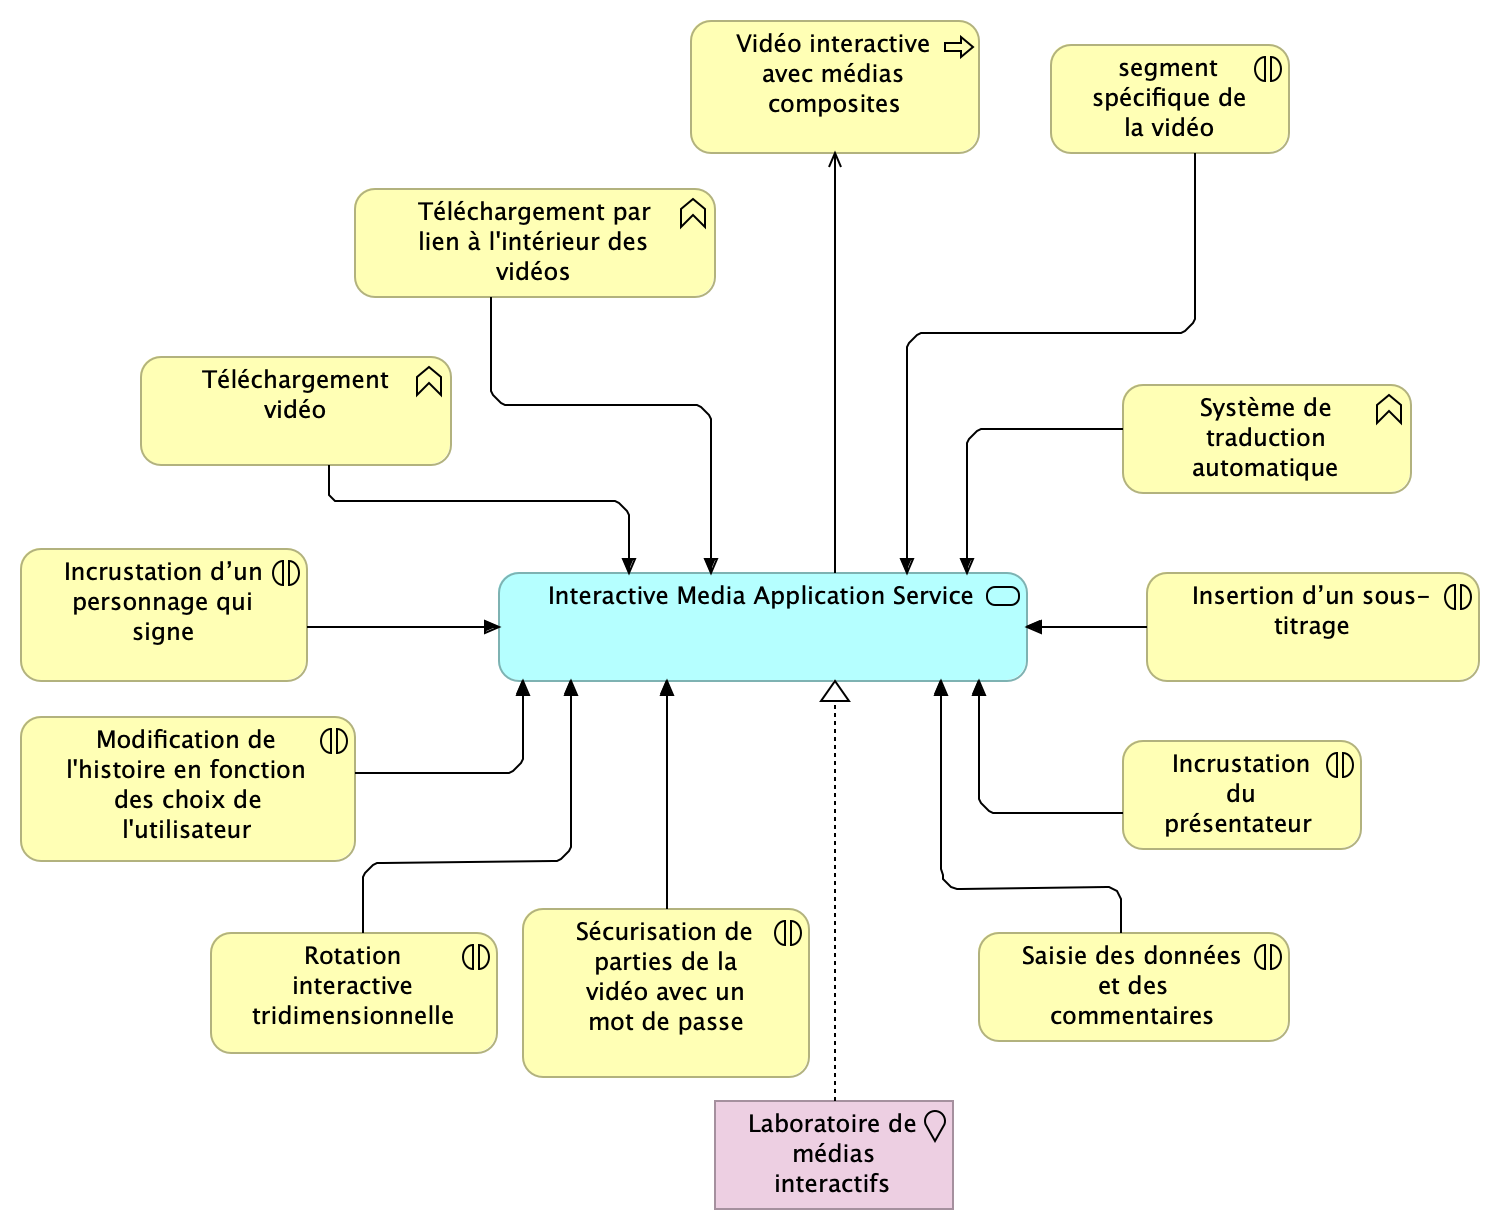 Vidéo interactive
avec médias
composites
segment
spécifique de
la vidéo
Téléchargement par
lien à l'intérieur des
vidéos
Téléchargement
vidéo
Système de
traduction
automatique
Incrustation d’un
personnage qui
signe
Interactive Media Application Service
Insertion d’un sous-
titrage
Modification de
l'histoire en fonction
des choix de
l'utilisateur
Incrustation
du
présentateur
Rotation
interactive
tridimensionnelle
Sécurisation de
parties de la
vidéo avec un
mot de passe
Saisie des données
et des
commentaires
Laboratoire de
médias
interactifs